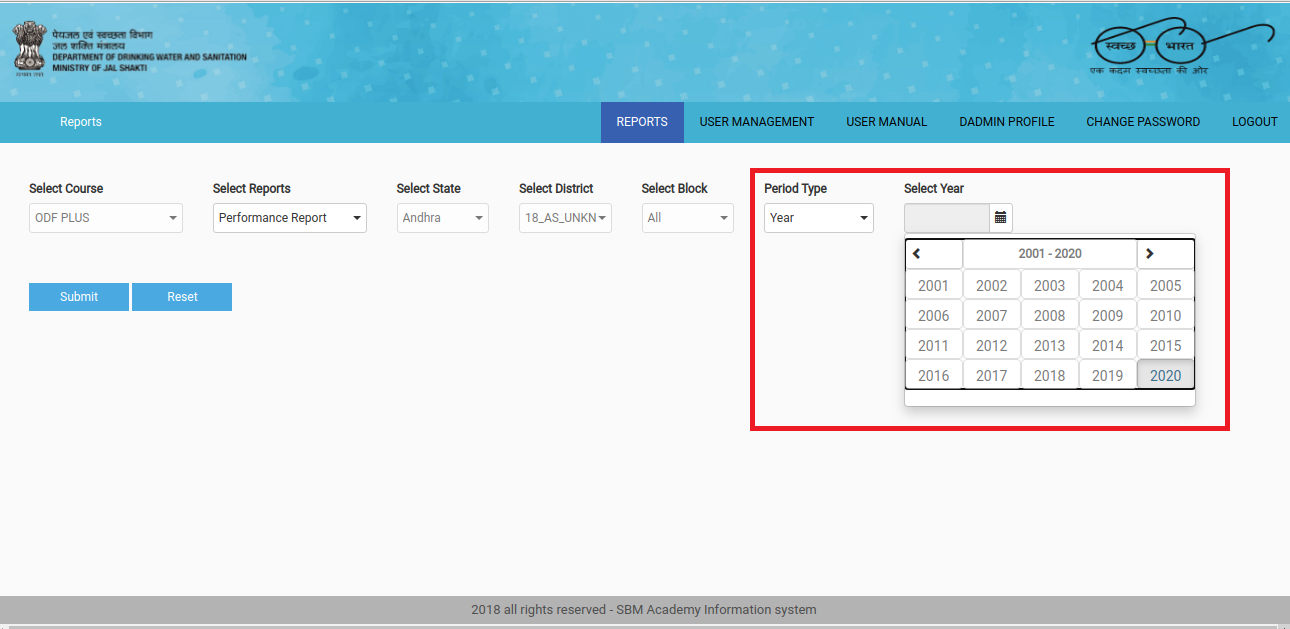 पेयजल एवं स्वच्छता विभाग
जल शक्ति मंत्रालय
DEPARTMENT OF DRINKING WATER AND SANITATION
MINISTRY OF JAL SHAKTI
स्वच्छ भारत
एक कदम स्वच्छता की ओर
Reports REPORTS USER MANAGEMENT USER MANUAL DADMIN PROFILE CHANGE PASSWORD LOGOUT
Select Course Select Reports Select State Select District Select Block Period Type Select Year
ODF PLUS Performance Report Andhra 18_AS_UNKN All Year
2001 - 2020
2001 2002 2003 2004 2005
2006 2007 2008 2009 2010
2011 2012 2013 2014 2015
2016 2017 2018 2019 2020
Submit Reset
2018 all rights reserved - SBM Academy Information system